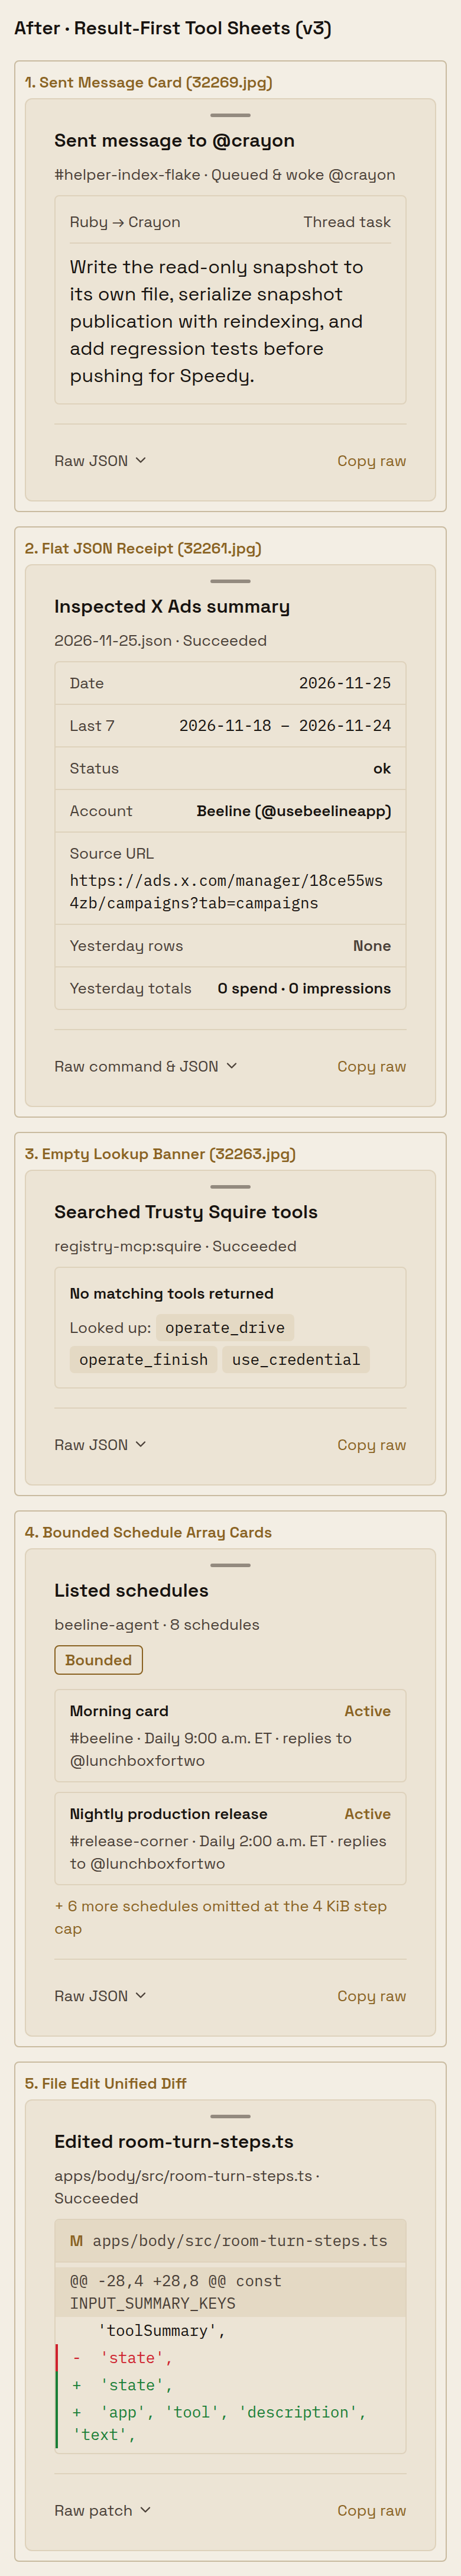 After · Result-First Tool Sheets (v3)
1. Sent Message Card (32269.jpg)
Sent message to @crayon
#helper-index-flake · Queued & woke @crayon
Ruby → Crayon Thread task
Write the read-only snapshot to
its own file, serialize snapshot
publication with reindexing, and
add regression tests before
pushing for Speedy.
Raw JSON Copy raw
2. Flat JSON Receipt (32261.jpg)
Inspected X Ads summary
2026-11-25.json · Succeeded
Date 2026-11-25
Last 7 2026-11-18 – 2026-11-24
Status ok
Account Beeline (@usebeelineapp)
Source URL
https://ads.x.com/manager/18ce55ws
4zb/campaigns?tab=campaigns
Yesterday rows None
Yesterday totals 0 spend · 0 impressions
Raw command & JSON Copy raw
3. Empty Lookup Banner (32263.jpg)
Searched Trusty Squire tools
registry-mcp:squire · Succeeded
No matching tools returned
Looked up: operate_drive
operate_finish use_credential
Raw JSON Copy raw
4. Bounded Schedule Array Cards
Listed schedules
beeline-agent · 8 schedules
Bounded
Morning card Active
#beeline · Daily 9:00 a.m. ET · replies to
@lunchboxfortwo
Nightly production release Active
#release-corner · Daily 2:00 a.m. ET · replies
to @lunchboxfortwo
+ 6 more schedules omitted at the 4 KiB step
cap
Raw JSON Copy raw
5. File Edit Unified Diff
Edited room-turn-steps.ts
apps/body/src/room-turn-steps.ts ·
Succeeded
M apps/body/src/room-turn-steps.ts
@@ -28,4 +28,8 @@ const
INPUT_SUMMARY_KEYS
'toolSummary',
- 'state',
+ 'state',
+ 'app', 'tool', 'description',
'text',
Raw patch Copy raw